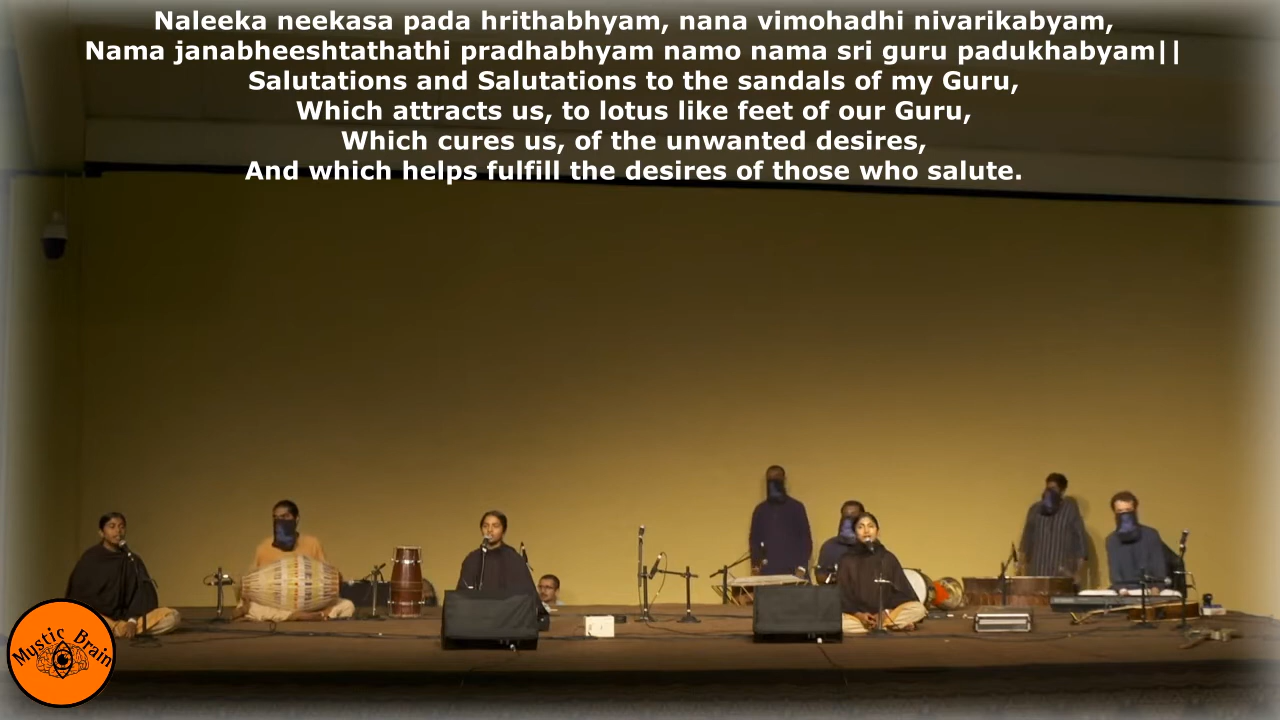 Naleeka neekasa pada hrithabhyam, nana vimohadhi nivarikabyam,
Nama janabheeshtathathi pradhabhyam namo nama sri guru padukhabyam||
Salutations and Salutations to the sandals of my Guru,
Which attracts us, to lotus like feet of our Guru,
Which cures us, of the unwanted desires,
And which helps fulfill the desires of those who salute.
Mystic Brain